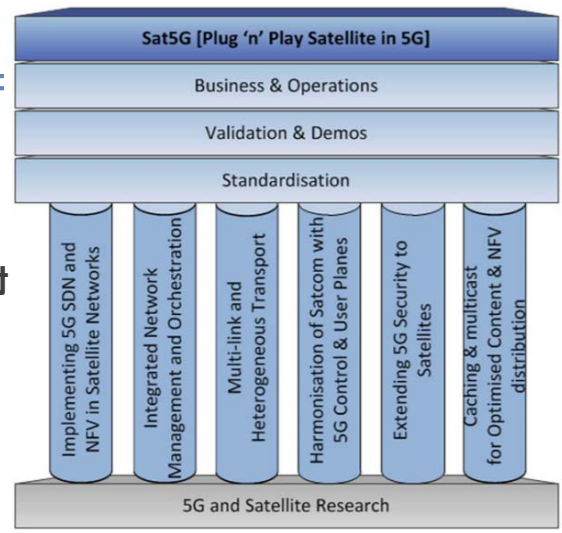 Sat5G [Plug ‘n’ Play Satellite in 5G]
Business & Operations
Validation & Demos
Standardisation
Implementing 5G SDN and
NFV in Satellite Networks
Integrated Network
Management and Orchestration
Multi-link and
Heterogeneous Transport
Harmonisation of Satcom with
5G Control & User Planes
Extending 5G Security to
Satellites
Caching & multicast
for Optimised Content & NFV
distribution
5G and Satellite Research